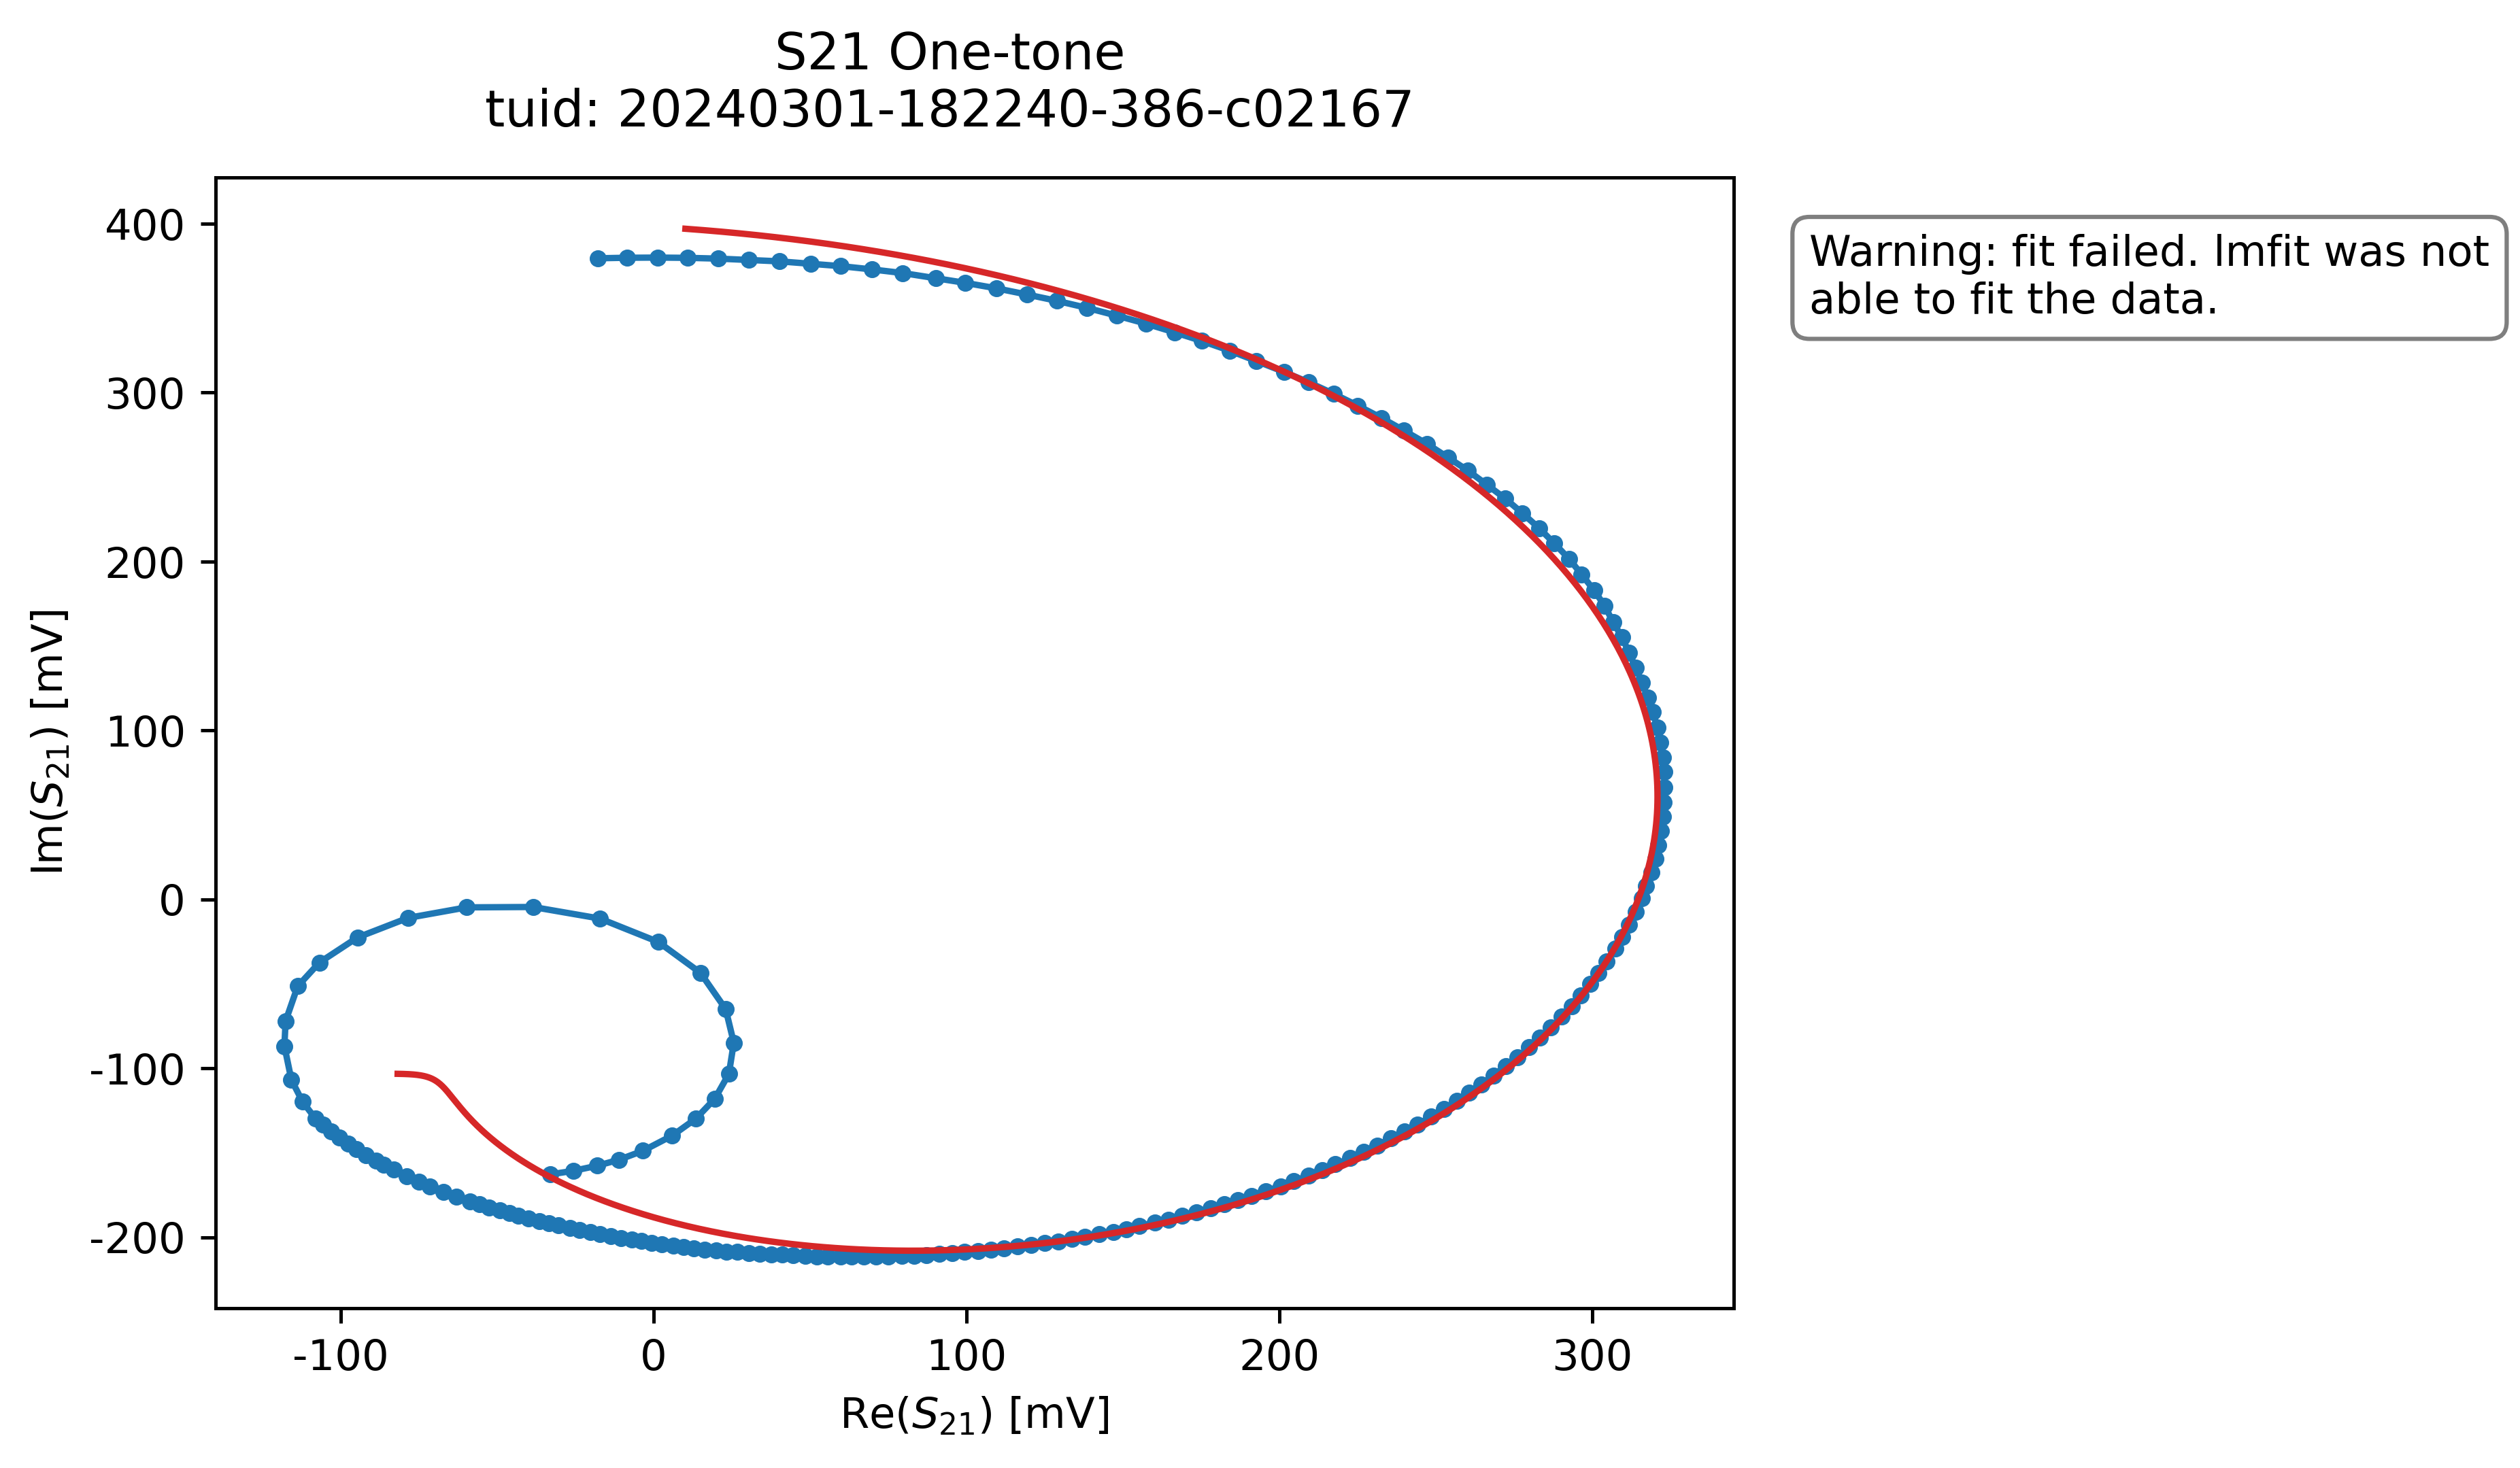 S21 One-tone
tuid: 20240301-182240-386-c02167
Warning: fit failed. lmfit was not
able to fit the data.
400
300
200
100
0
-100
-200
Im(S21) [mV]
-100
0
100
200
300
Re(S21) [mV]